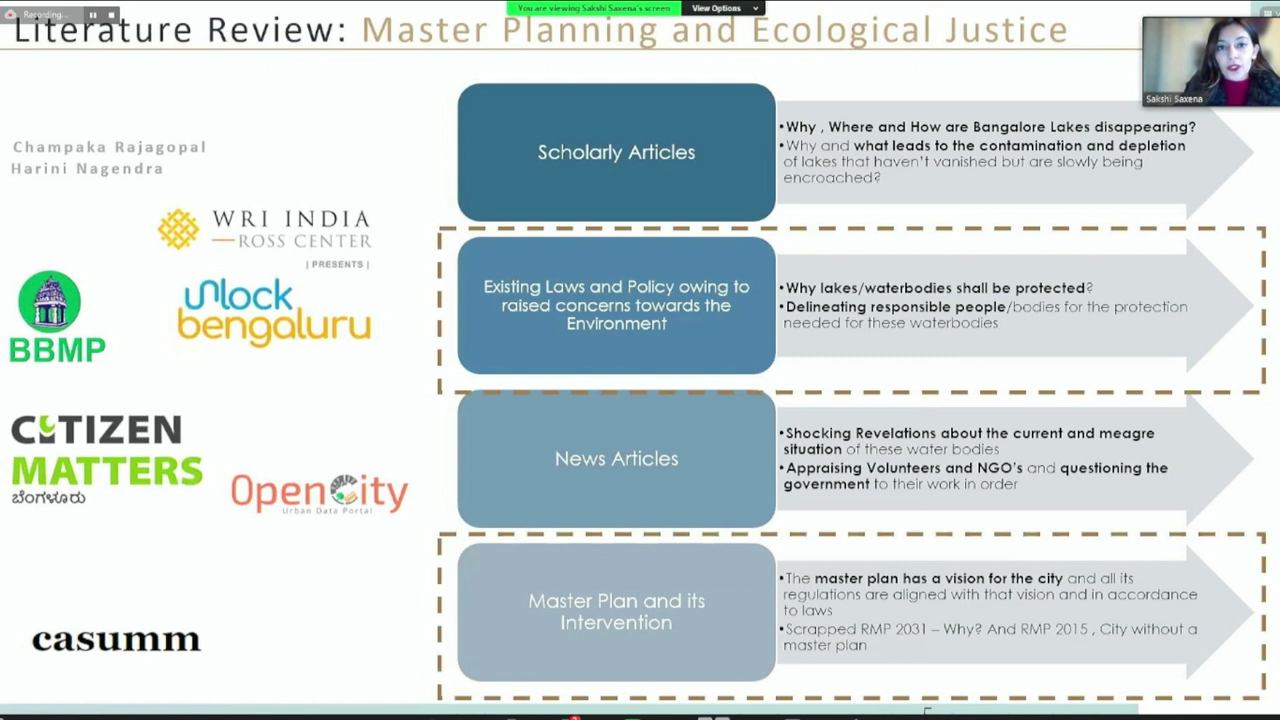 Recording...
You are viewing Sakshi Saxena's screen
View Options
Literature Review: Master Planning and Ecological Justice
Sakshi Saxena
Champaka Rajagopal
Harini Nagendra
WRI INDIA
ROSS CENTER
| PRESENTS |
unlock
bengaluru
BBMP
CITIZEN
MATTERS
ಬೆಂಗಳೂರು
OpenCity
Urban Data Portal
casumm
Scholarly Articles
•Why , Where and How are Bangalore Lakes disappearing?
•Why and what leads to the contamination and depletion
of lakes that haven't vanished but are slowly being
encroached?
Existing Laws and Policy owing to
raised concerns towards the
Environment
•Why lakes/waterbodies shall be protected?
•Delineating responsible people/bodies for the protection
needed for these waterbodies
News Articles
•Shocking Revelations about the current and meagre
situation of these water bodies
•Appraising Volunteers and NGO's and questioning the
government to their work in order
Master Plan and its
Intervention
•The master plan has a vision for the city and all its
regulations are aligned with that vision and in accordance
to laws
•Scrapped RMP 2031 – Why? And RMP 2015 , City without a
master plan